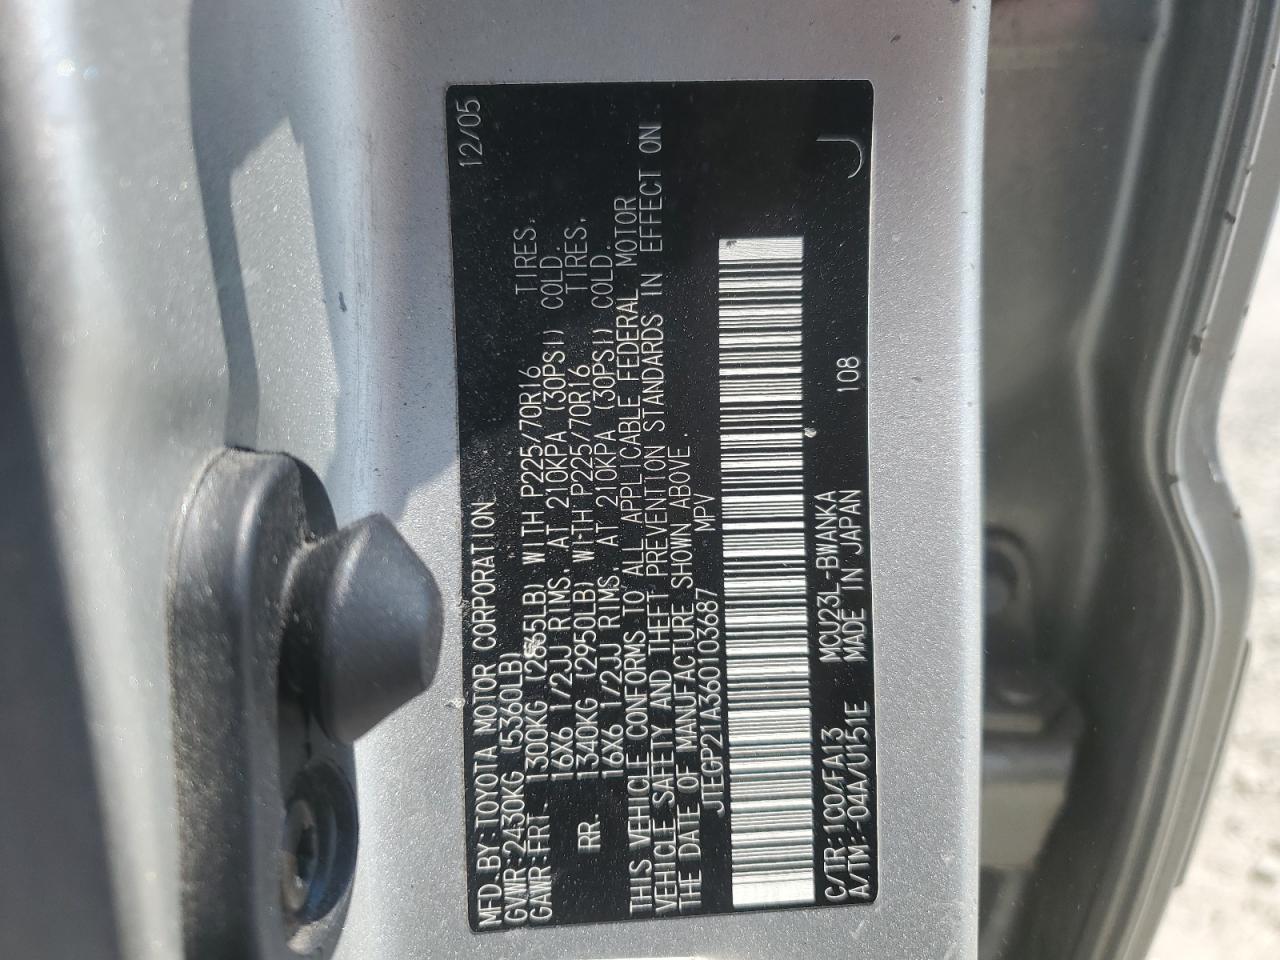 MFD.BY:TOYOTA MOTOR CORPORATION 12/05
GVWR:2430KG (5360LB)
GAWR:FRT. 1300KG (2865LB) WITH P225/70R16 TIRES,
16X6 1/2JJ RIMS, AT 210KPA (30PSI) COLD.
RR. 1340KG (2950LB) WITH P225/70R16 TIRES,
16X6 1/2JJ RIMS, AT 210KPA (30PSI) COLD.
THIS VEHICLE CONFORMS TO ALL APPLICABLE FEDERAL MOTOR
VEHICLE SAFETY AND THEFT PREVENTION STANDARDS IN EFFECT ON
THE DATE OF MANUFACTURE SHOWN ABOVE.
JTEGP21A360103687 MPV
C/TR:1C0/FA13 MCU23L-BWANKA 108 J
A/TM:-04A/U151E MADE IN JAPAN